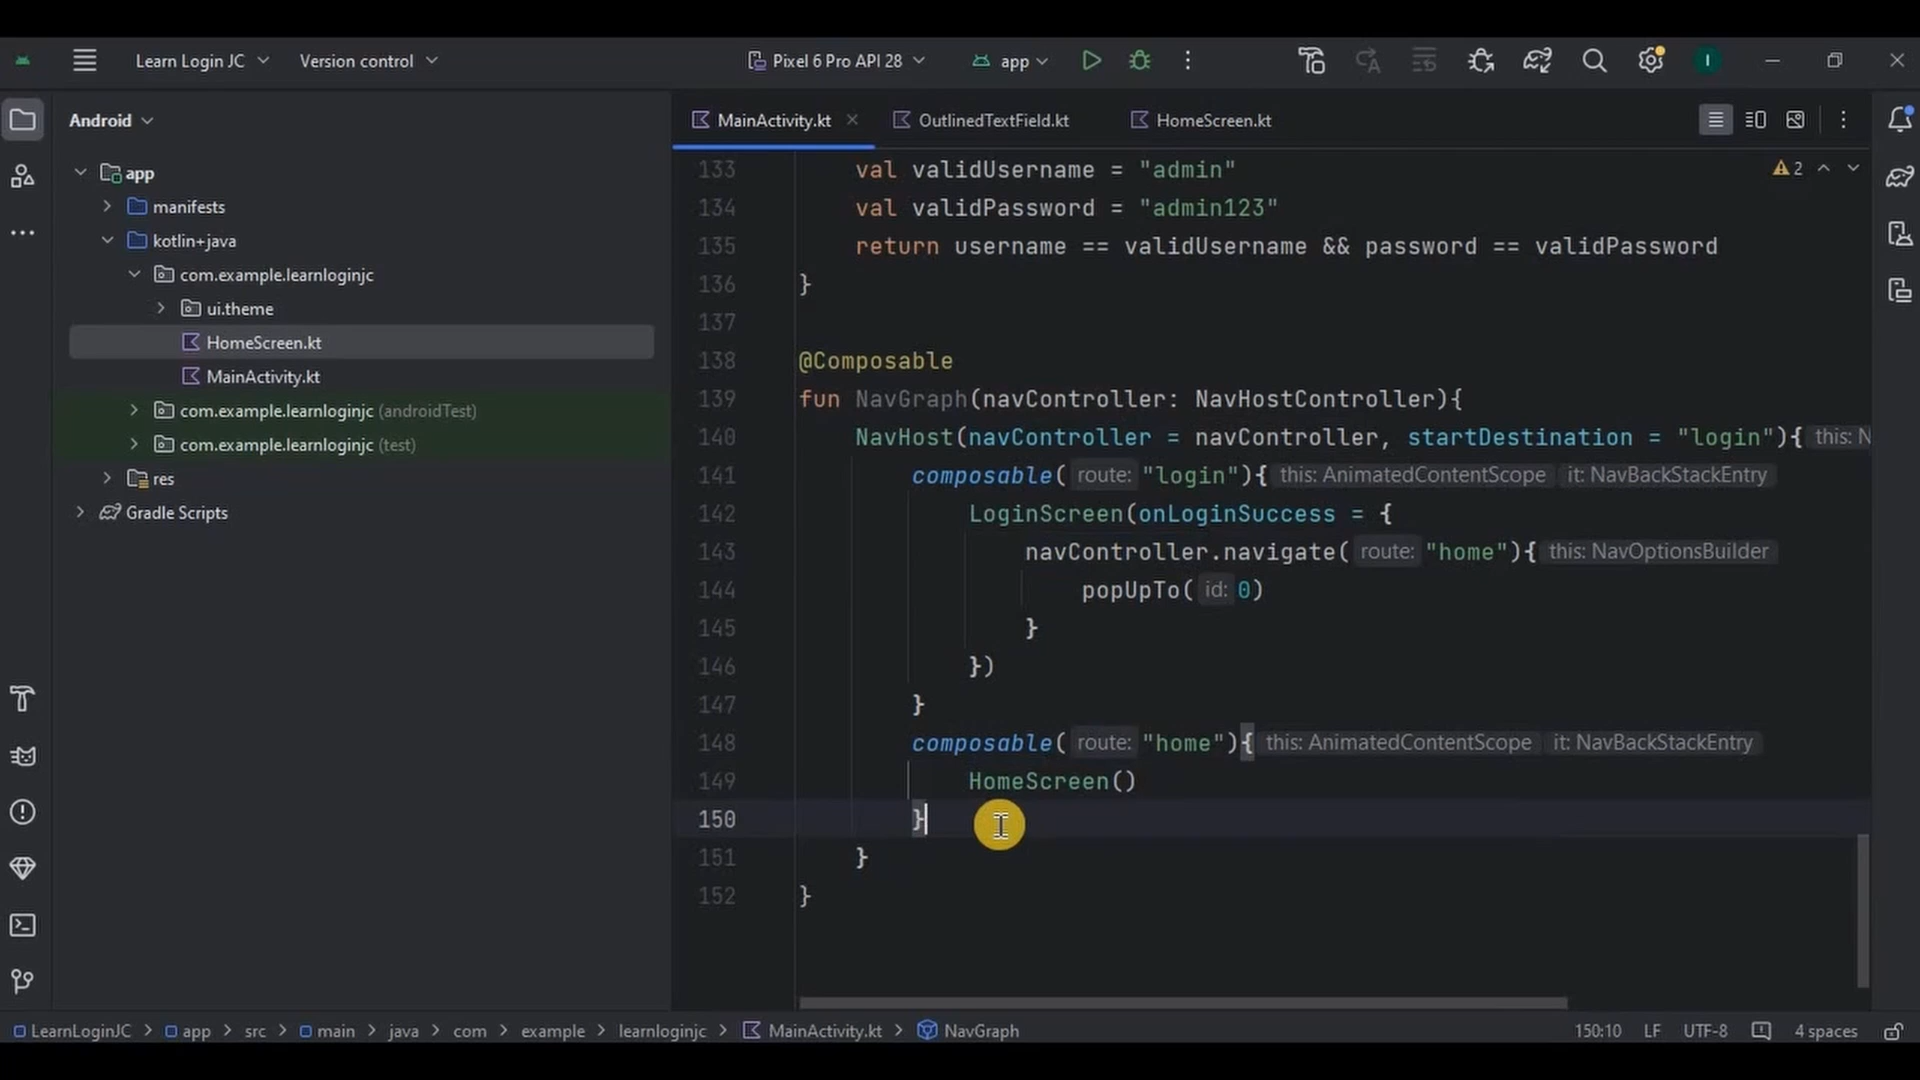 Learn Login JC
Version control
Pixel 6 Pro API 28
app
I
Android
MainActivity.kt
OutlinedTextField.kt
HomeScreen.kt
app
manifests
kotlin+java
com.example.learnloginjc
ui.theme
HomeScreen.kt
MainActivity.kt
com.example.learnloginjc (androidTest)
com.example.learnloginjc (test)
res
Gradle Scripts
2
133 val validUsername = "admin"
134 val validPassword = "admin123"
135 return username == validUsername && password == validPassword
136 }
137
138 @Composable
139 fun NavGraph(navController: NavHostController){
140 NavHost(navController = navController, startDestination = "login"){ this: N
141 composable( route: "login"){ this: AnimatedContentScope it: NavBackStackEntry
142 LoginScreen(onLoginSuccess = {
143 navController.navigate( route: "home"){ this: NavOptionsBuilder
144 popUpTo( id: 0)
145 }
146 })
147 }
148 composable( route: "home"){ this: AnimatedContentScope it: NavBackStackEntry
149 HomeScreen()
150 }
151 }
152 }
LearnLoginJC > app > src > main > java > com > example > learnloginjc > MainActivity.kt > NavGraph
150:10 LF UTF-8 4 spaces